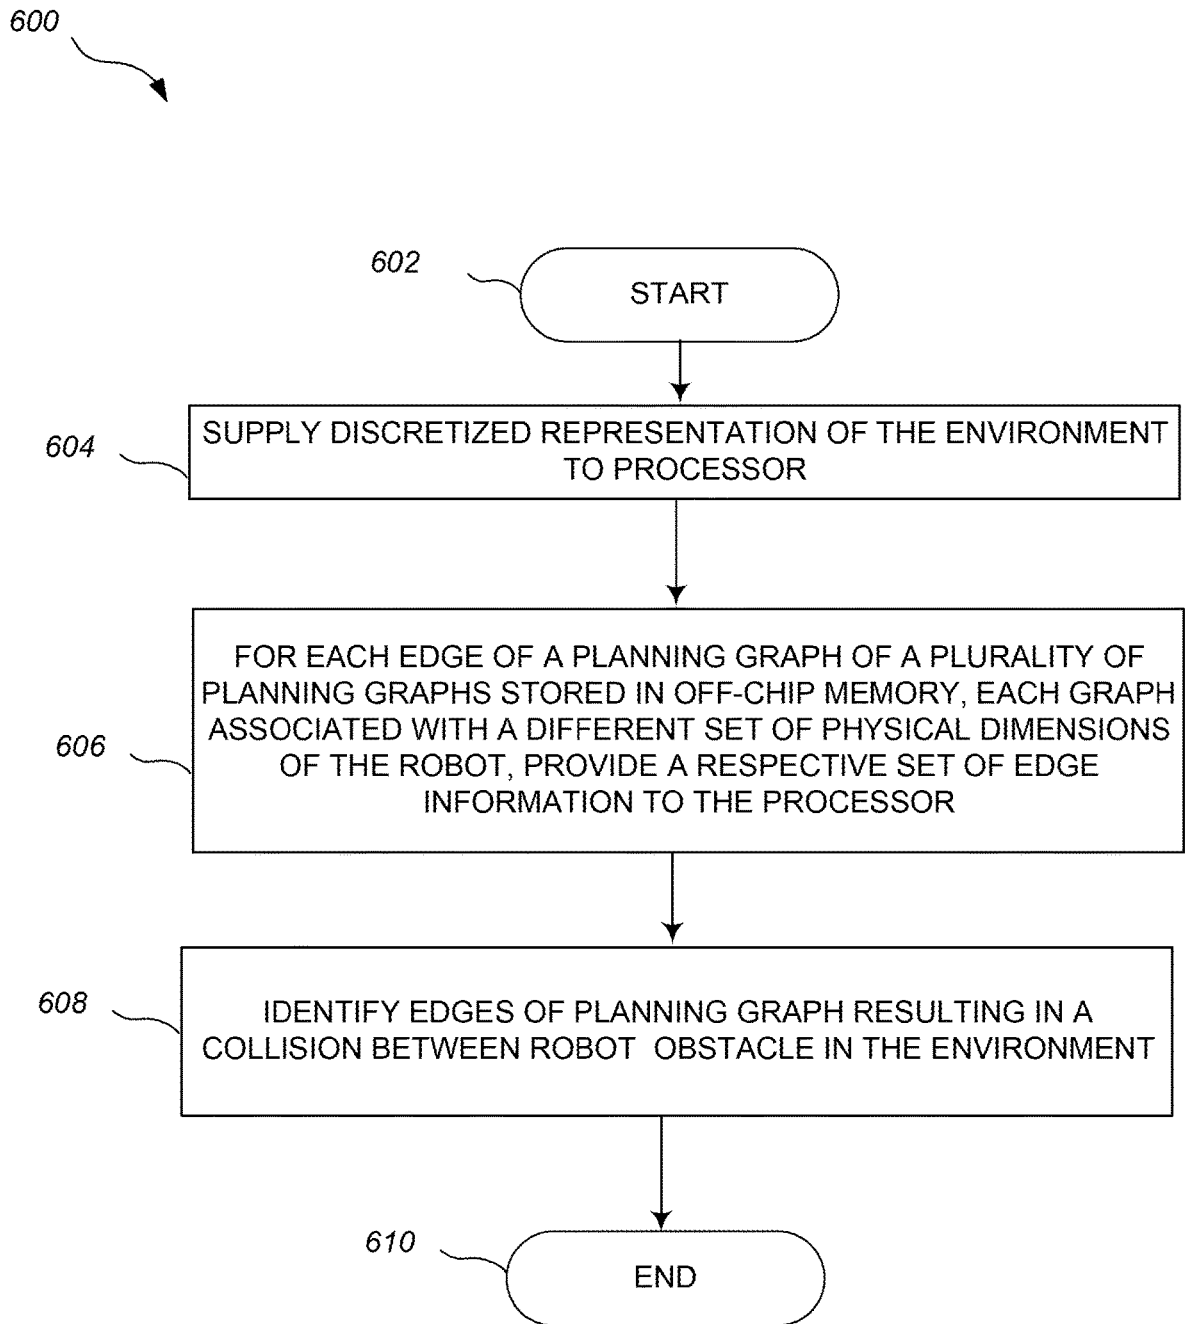 600
602
START
604
SUPPLY DISCRETIZED REPRESENTATION OF THE ENVIRONMENT
TO PROCESSOR
606
FOR EACH EDGE OF A PLANNING GRAPH OF A PLURALITY OF
PLANNING GRAPHS STORED IN OFF-CHIP MEMORY, EACH GRAPH
ASSOCIATED WITH A DIFFERENT SET OF PHYSICAL DIMENSIONS
OF THE ROBOT, PROVIDE A RESPECTIVE SET OF EDGE
INFORMATION TO THE PROCESSOR
608
IDENTIFY EDGES OF PLANNING GRAPH RESULTING IN A
COLLISION BETWEEN ROBOT OBSTACLE IN THE ENVIRONMENT
610
END